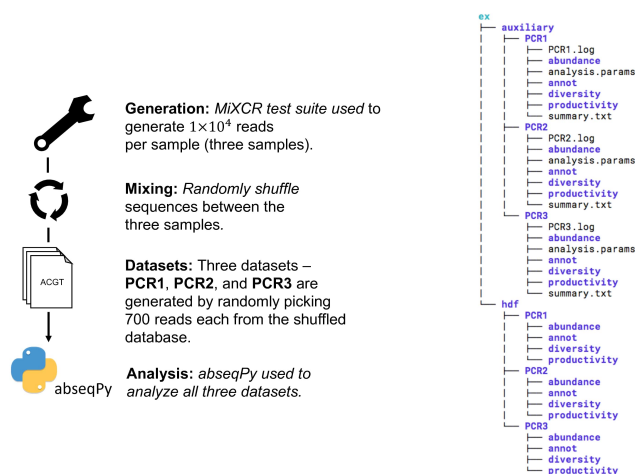 Generation: MiXCR test suite used to
generate 1×10⁴ reads
per sample (three samples).
Mixing: Randomly shuffle
sequences between the
three samples.
ACGT
Datasets: Three datasets –
PCR1, PCR2, and PCR3 are
generated by randomly picking
700 reads each from the shuffled
database.
abseqPy
Analysis: abseqPy used to
analyze all three datasets.
ex
├── auxiliary
│   ├── PCR1
│   │   ├── PCR1.log
│   │   ├── abundance
│   │   ├── analysis.params
│   │   ├── annot
│   │   ├── diversity
│   │   ├── productivity
│   │   └── summary.txt
│   ├── PCR2
│   │   ├── PCR2.log
│   │   ├── abundance
│   │   ├── analysis.params
│   │   ├── annot
│   │   ├── diversity
│   │   ├── productivity
│   │   └── summary.txt
│   └── PCR3
│       ├── PCR3.log
│       ├── abundance
│       ├── analysis.params
│       ├── annot
│       ├── diversity
│       ├── productivity
│       └── summary.txt
└── hdf
    ├── PCR1
    │   ├── abundance
    │   ├── annot
    │   ├── diversity
    │   └── productivity
    ├── PCR2
    │   ├── abundance
    │   ├── annot
    │   ├── diversity
    │   └── productivity
    └── PCR3
        ├── abundance
        ├── annot
        ├── diversity
        └── productivity